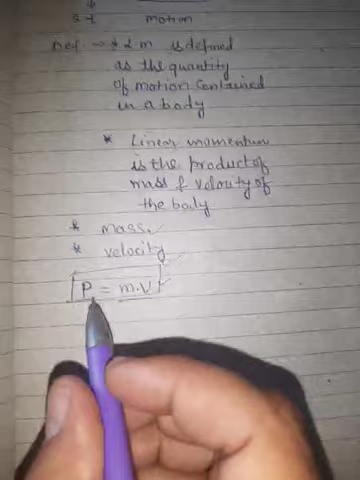 motion
Def. → * L m is defined
as the quantity
of motion contained
in a body
* Linear momentum
is the product of
mass & velocity of
the body
* mass
* velocity
P = m.v